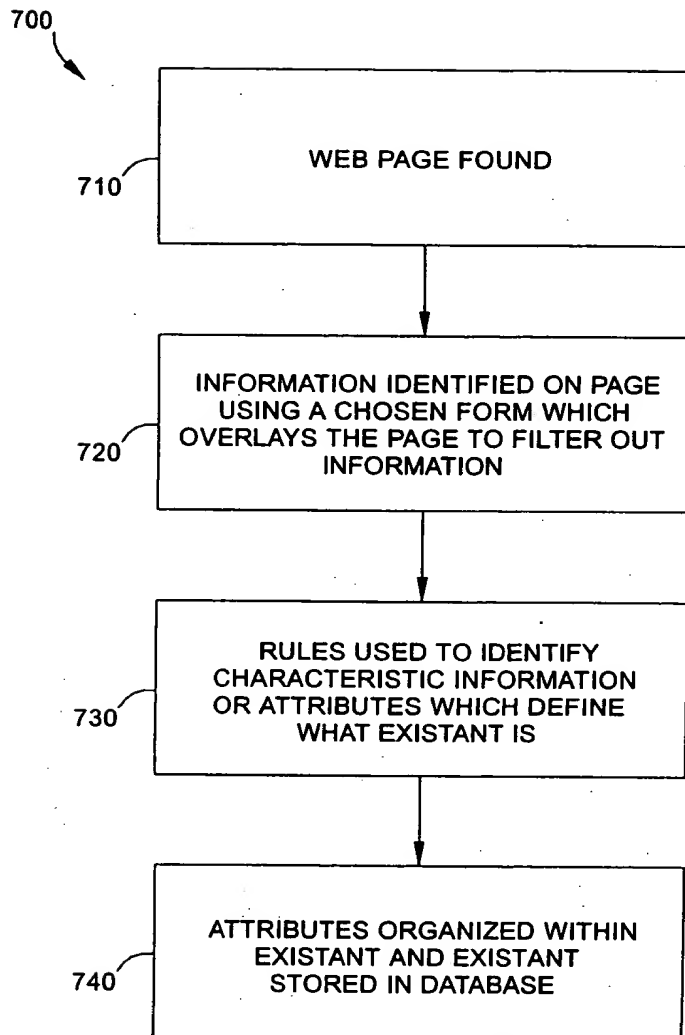 700
WEB PAGE FOUND
710
INFORMATION IDENTIFIED ON PAGE
USING A CHOSEN FORM WHICH
OVERLAYS THE PAGE TO FILTER OUT
INFORMATION
720
RULES USED TO IDENTIFY
CHARACTERISTIC INFORMATION
OR ATTRIBUTES WHICH DEFINE
WHAT EXISTANT IS
730
ATTRIBUTES ORGANIZED WITHIN
EXISTANT AND EXISTANT
STORED IN DATABASE
740